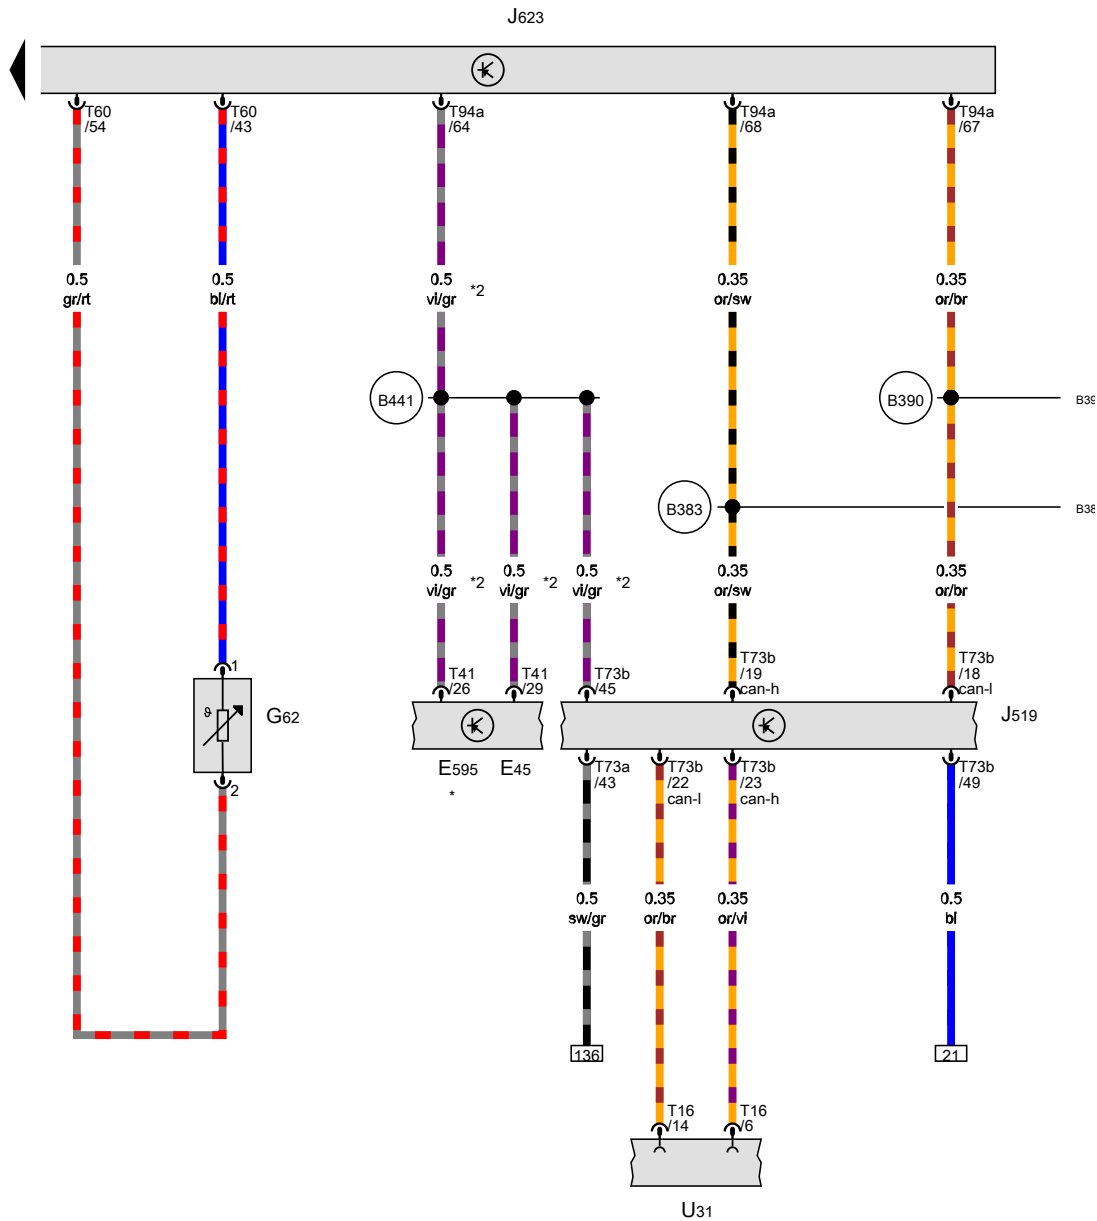 J623
T60
/54
T60
/43
T94a
/64
T94a
/68
T94a
/67
0.5
gr/rt
0.5
bl/rt
0.5
vi/gr
*2
0.35
or/sw
0.35
or/br
B441
B390
B39
B383
B38
0.5
vi/gr
*2
0.5
vi/gr
*2
0.5
vi/gr
*2
0.35
or/sw
0.35
or/br
1
T41
/26
T41
/29
T73b
/45
T73b
/19
can-h
T73b
/18
can-l
ϑ
G62
J519
2
E595
*
E45
T73a
/43
T73b
/22
can-l
T73b
/23
can-h
T73b
/49
0.5
sw/gr
0.35
or/br
0.35
or/vi
0.5
bl
136
21
T16
/14
T16
/6
U31